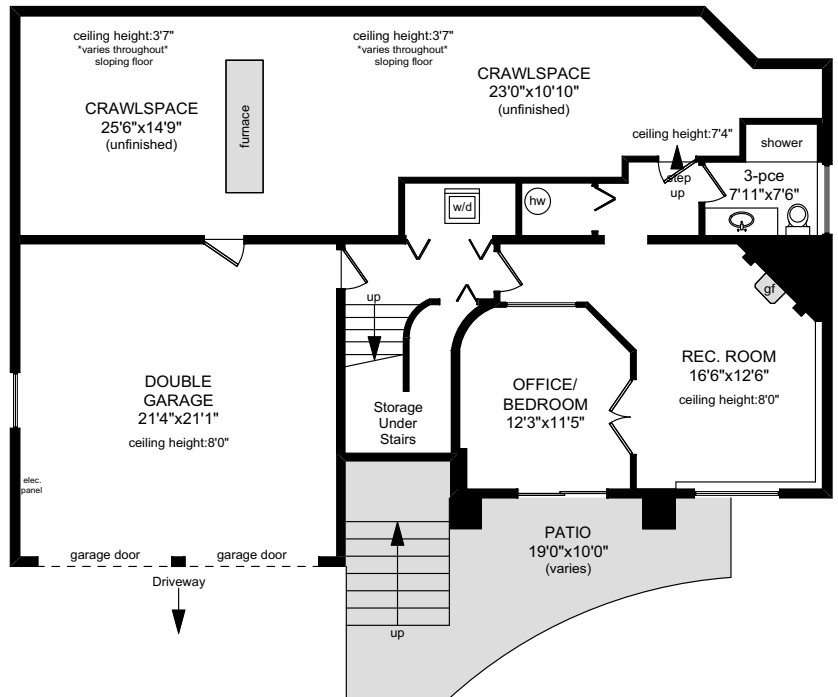 ceiling height:3'7"
*varies throughout*
sloping floor
ceiling height:3'7"
*varies throughout*
sloping floor
CRAWLSPACE
23'0"x10'10"
(unfinished)
CRAWLSPACE
25'6"x14'9"
(unfinished)
furnace
ceiling height:7'4"
shower
step
up
3-pce
7'11"x7'6"
w/d
hw
gf
up
DOUBLE
GARAGE
21'4"x21'1"
ceiling height:8'0"
OFFICE/
BEDROOM
12'3"x11'5"
REC. ROOM
16'6"x12'6"
ceiling height:8'0"
Storage
Under
Stairs
elec.
panel
PATIO
19'0"x10'0"
(varies)
garage door
garage door
Driveway
up